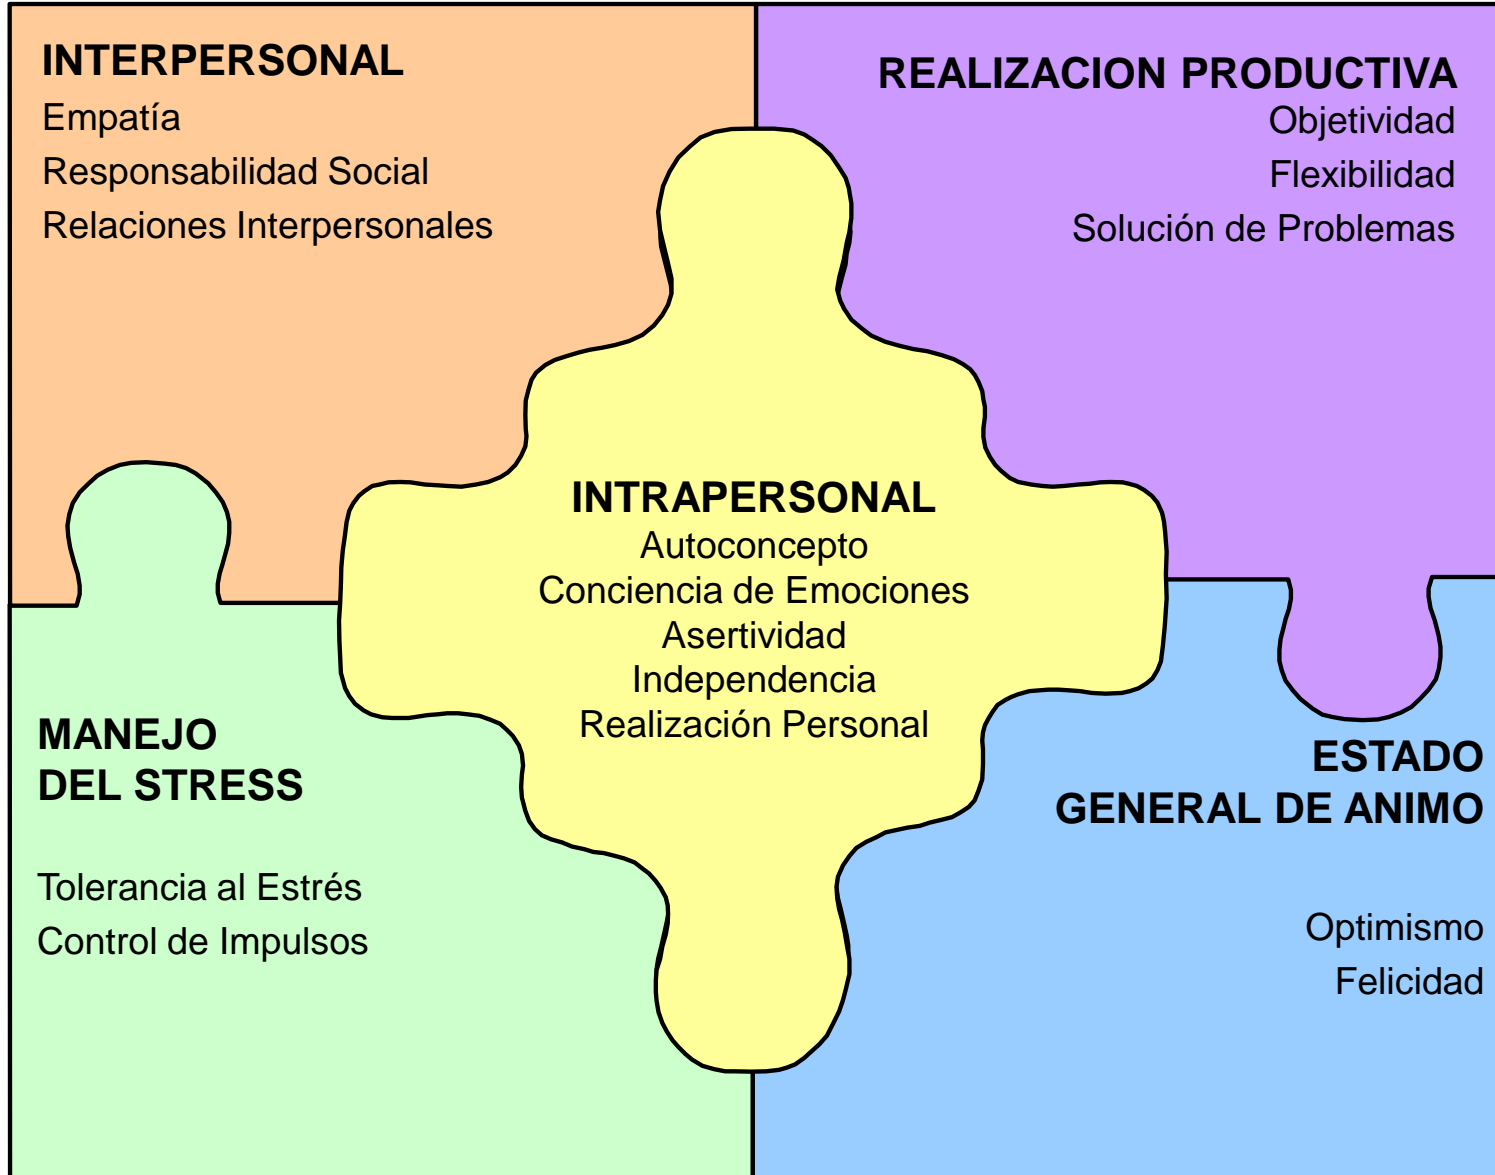 INTERPERSONAL
Empatía
Responsabilidad Social
Relaciones Interpersonales
REALIZACION PRODUCTIVA
Objetividad
Flexibilidad
Solución de Problemas
INTRAPERSONAL
Autoconcepto
Conciencia de Emociones
Asertividad
Independencia
Realización Personal
MANEJO
DEL STRESS
Tolerancia al Estrés
Control de Impulsos
ESTADO
GENERAL DE ANIMO
Optimismo
Felicidad